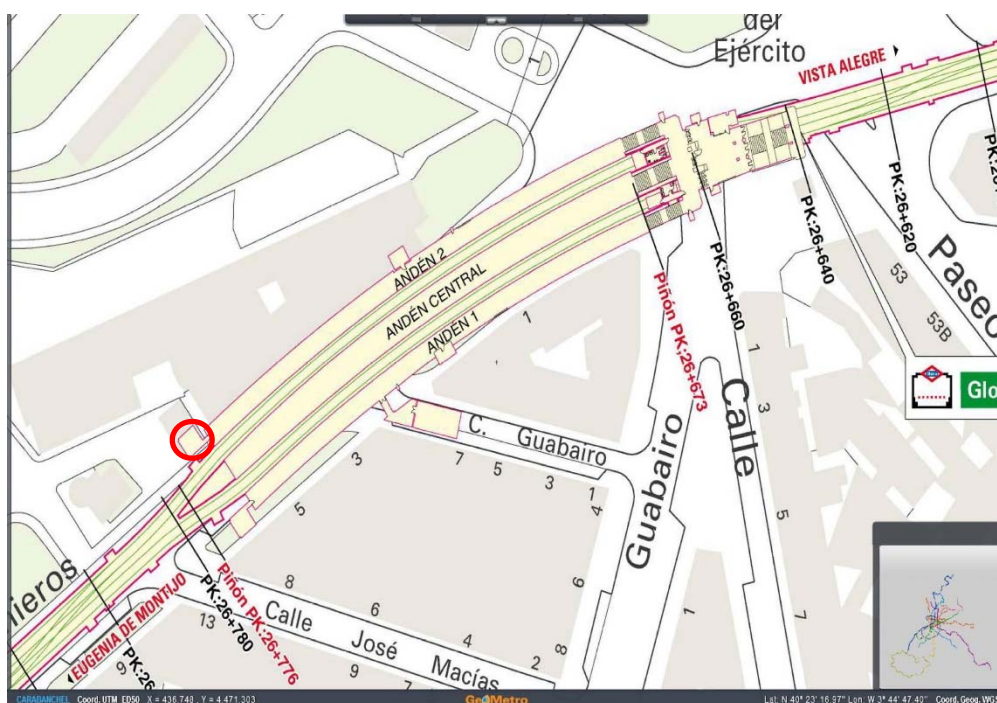 der
Ejército
VISTA ALEGRE
PK:26+620
PK:26+640
PK:26+660
Piñón PK;26+673
Paseo
53
53B
Glo
ANDÉN 2
ANDÉN CENTRAL
ANDÉN 1
1
C. Guabairo
7 5 3 1
3
5
4
6
8
Guabairo
Calle
1
3
5
7
1
ieros
EUGENIA DE MONTIJO
Piñón PK:26+776
PK:26+780
PK:26
Calle José Macías
8 6 4 2
13
9
9
7
CARABANCHEL Coord. UTM ED50 X = 436.748 , Y = 4.471.303
GeoMetro
Lat: N 40° 23' 16.97" Lon: W 3° 44' 47.40" Coord. Geog. WGS